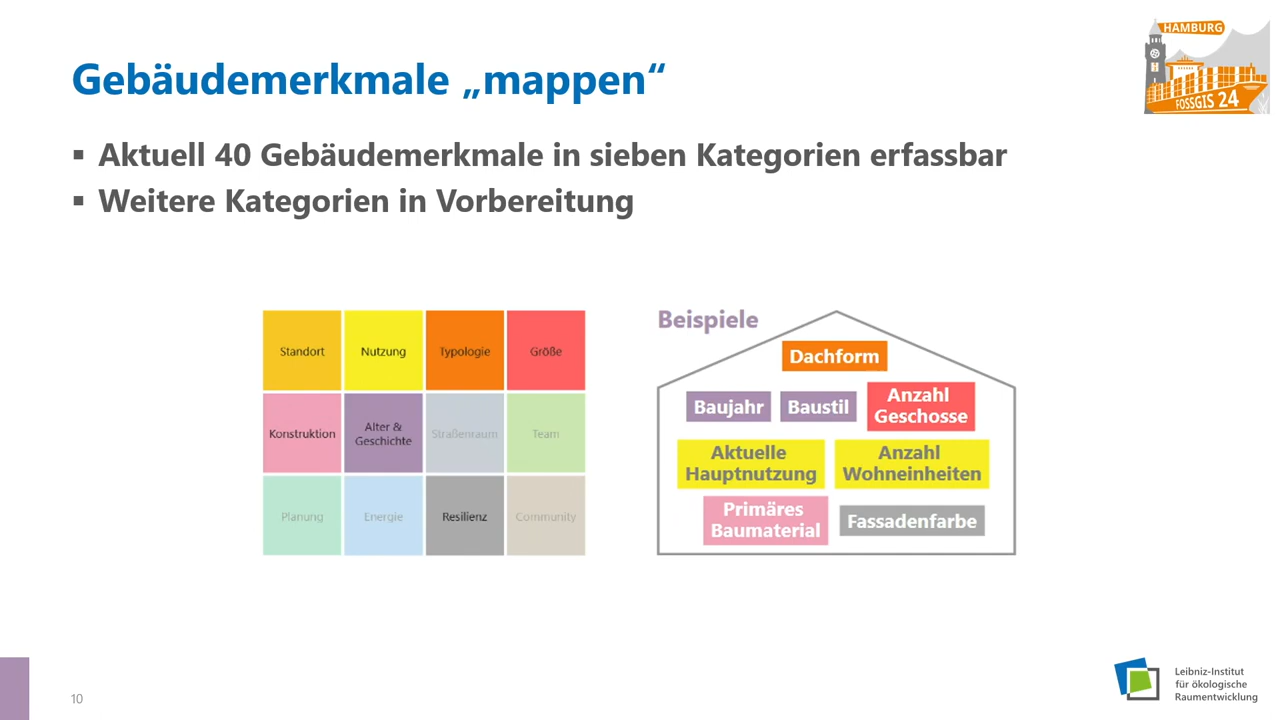 HAMBURG
FOSSGIS 24
Gebäudemerkmale „mappen“
▪ Aktuell 40 Gebäudemerkmale in sieben Kategorien erfassbar
▪ Weitere Kategorien in Vorbereitung
Standort
Nutzung
Typologie
Größe
Konstruktion
Alter &
Geschichte
Straßenraum
Team
Planung
Energie
Resilienz
Community
Beispiele
Dachform
Baujahr
Baustil
Anzahl
Geschosse
Aktuelle
Hauptnutzung
Anzahl
Wohneinheiten
Primäres
Baumaterial
Fassadenfarbe
10
Leibniz-Institut
für ökologische
Raumentwicklung